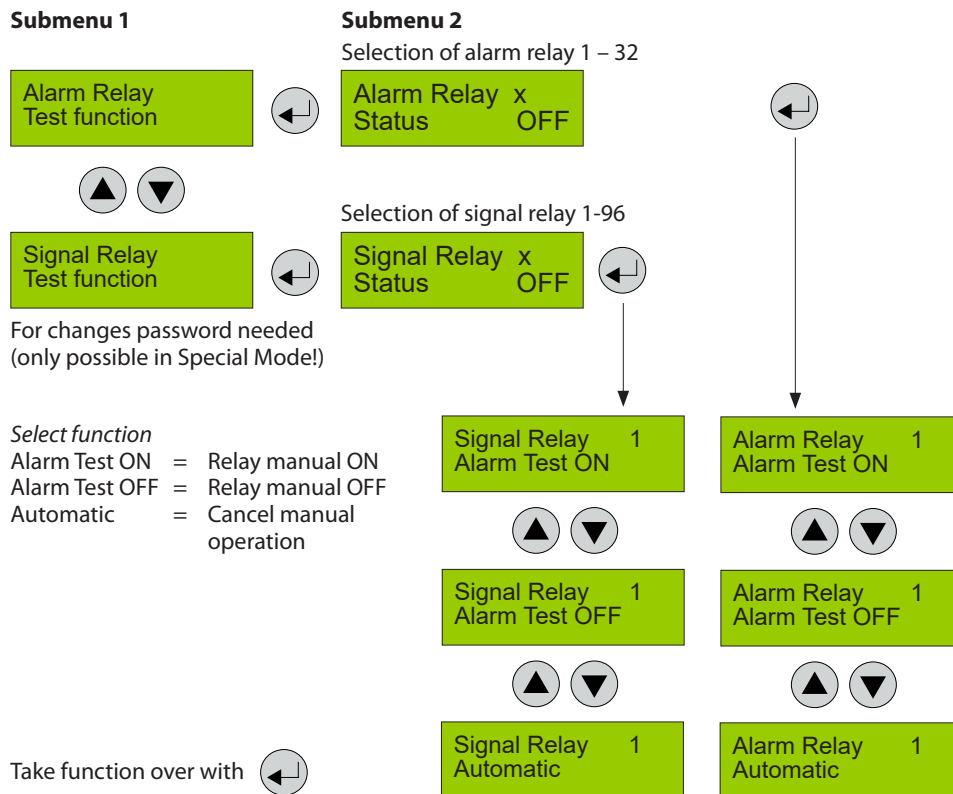 Submenu 1
Submenu 2
Selection of alarm relay 1 – 32
Alarm Relay
Test function
Alarm Relay x
Status OFF
Selection of signal relay 1-96
Signal Relay
Test function
Signal Relay x
Status OFF
For changes password needed
(only possible in Special Mode!)
Select function
Alarm Test ON = Relay manual ON
Alarm Test OFF = Relay manual OFF
Automatic = Cancel manual
operation
Signal Relay 1
Alarm Test ON
Alarm Relay 1
Alarm Test ON
Signal Relay 1
Alarm Test OFF
Alarm Relay 1
Alarm Test OFF
Signal Relay 1
Automatic
Alarm Relay 1
Automatic
Take function over with